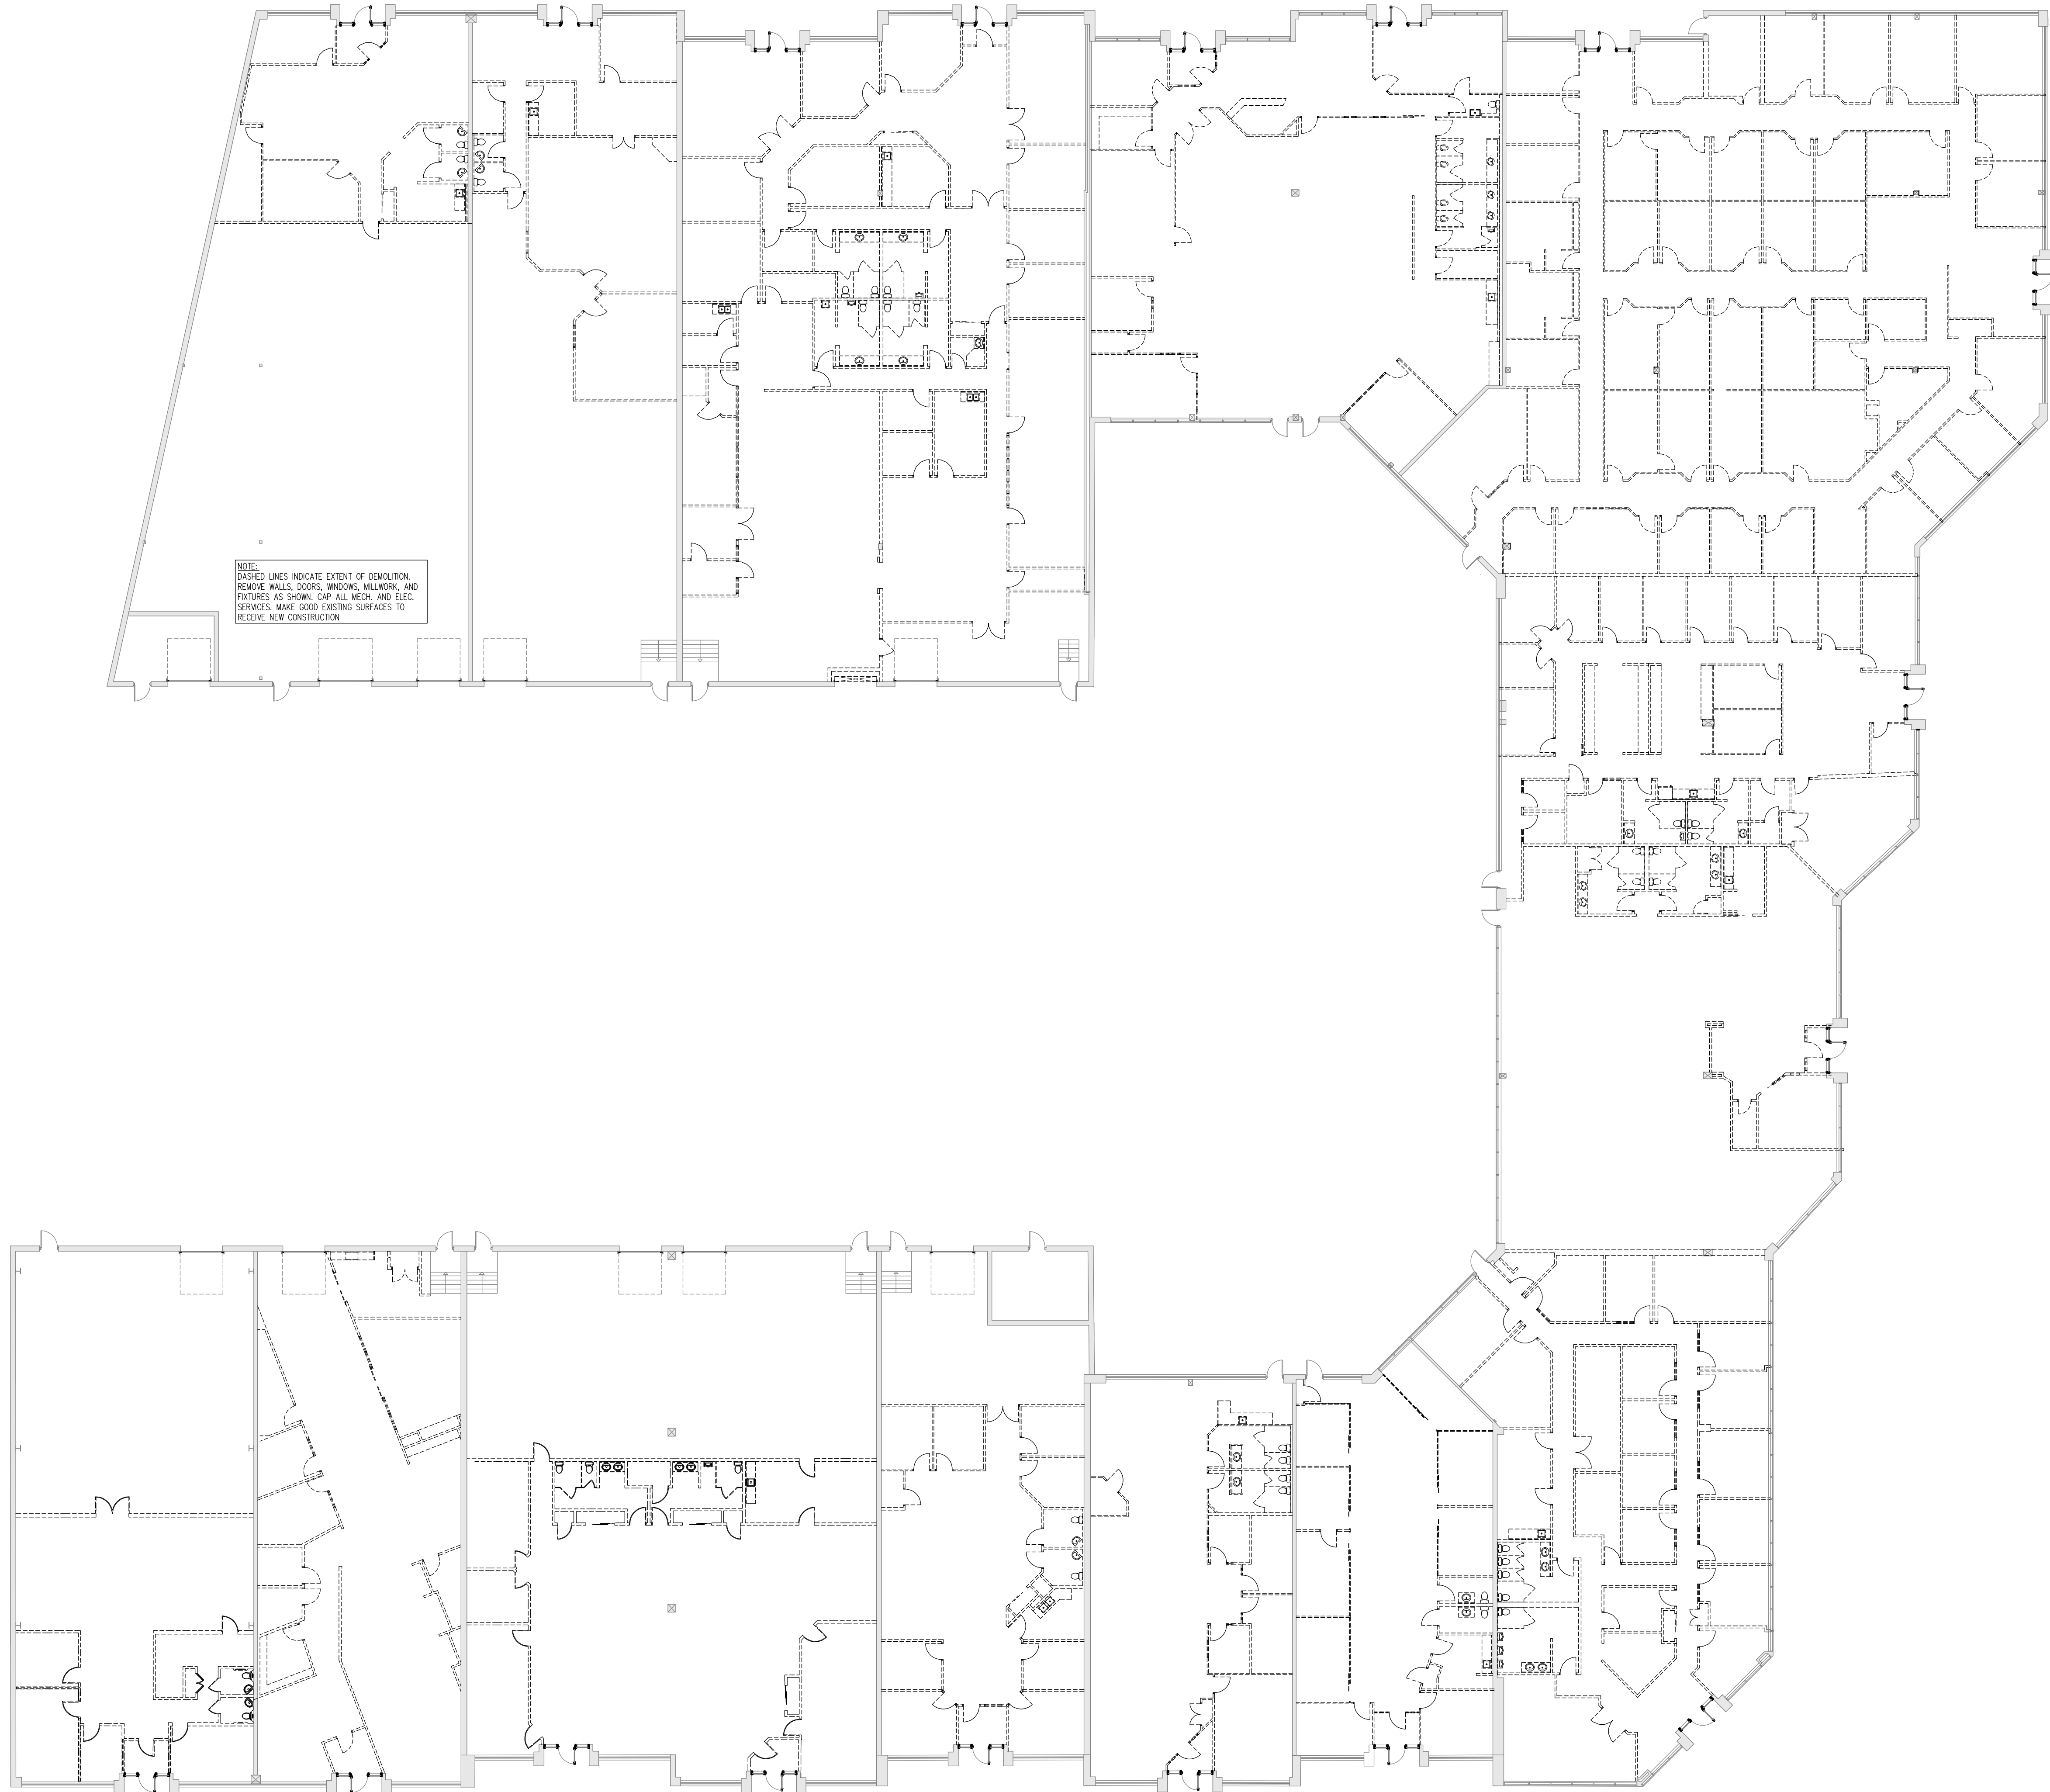 NOTE:
DASHED LINES INDICATE EXTENT OF DEMOLITION.
REMOVE WALLS, DOORS, WINDOWS, MILLWORK, AND
FIXTURES AS SHOWN. CAP ALL MECH. AND ELEC.
SERVICES. MAKE GOOD EXISTING SURFACES TO
RECEIVE NEW CONSTRUCTION